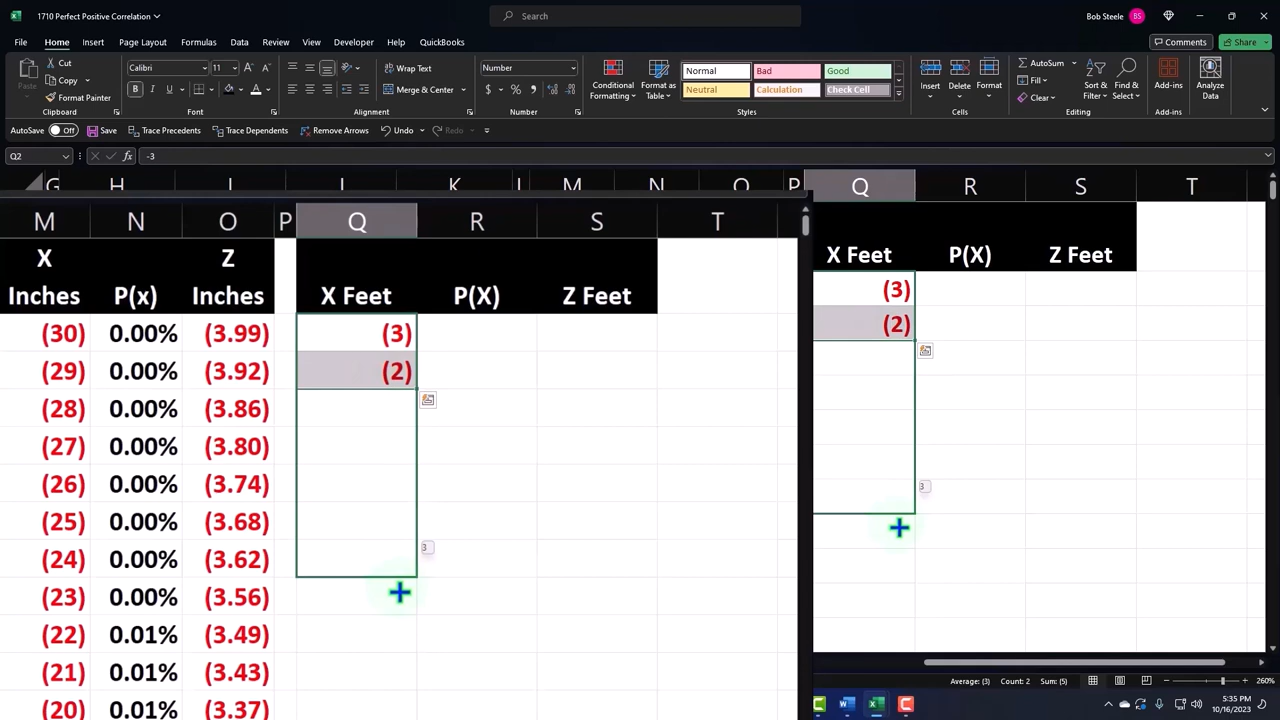 1710 Perfect Positive Correlation
Search
Bob Steele BS
File Home Insert Page Layout Formulas Data Review View Developer Help QuickBooks
Comments Share
Cut
Copy
Format Painter
Clipboard
Calibri 11
B I U A
Font
Wrap Text
Merge & Center
Alignment
Number
$ % ,
Number
Conditional Formatting
Format as Table
Normal Bad Good
Neutral Calculation Check Cell
Styles
Insert Delete Format
Cells
AutoSum
Fill
Clear
Sort & Filter
Find & Select
Editing
Add-ins
Add-ins
Analyze Data
AutoSave Off Save Trace Precedents Trace Dependents Remove Arrows Undo Redo
Q2 fx -3
G H I J K L M N O P Q R S T
M N O P Q R S T
X Z
Inches P(x) Inches X Feet P(X) Z Feet
(30) 0.00% (3.99) (3)
(29) 0.00% (3.92) (2)
(28) 0.00% (3.86)
(27) 0.00% (3.80)
(26) 0.00% (3.74)
(25) 0.00% (3.68)
(24) 0.00% (3.62)
3
(23) 0.00% (3.56)
(22) 0.01% (3.49)
(21) 0.01% (3.43)
(20) 0.01% (3.37)
X Feet P(X) Z Feet
(3)
(2)
3
Average: (3) Count: 2 Sum: (5) 260%
5:35 PM
10/16/2023